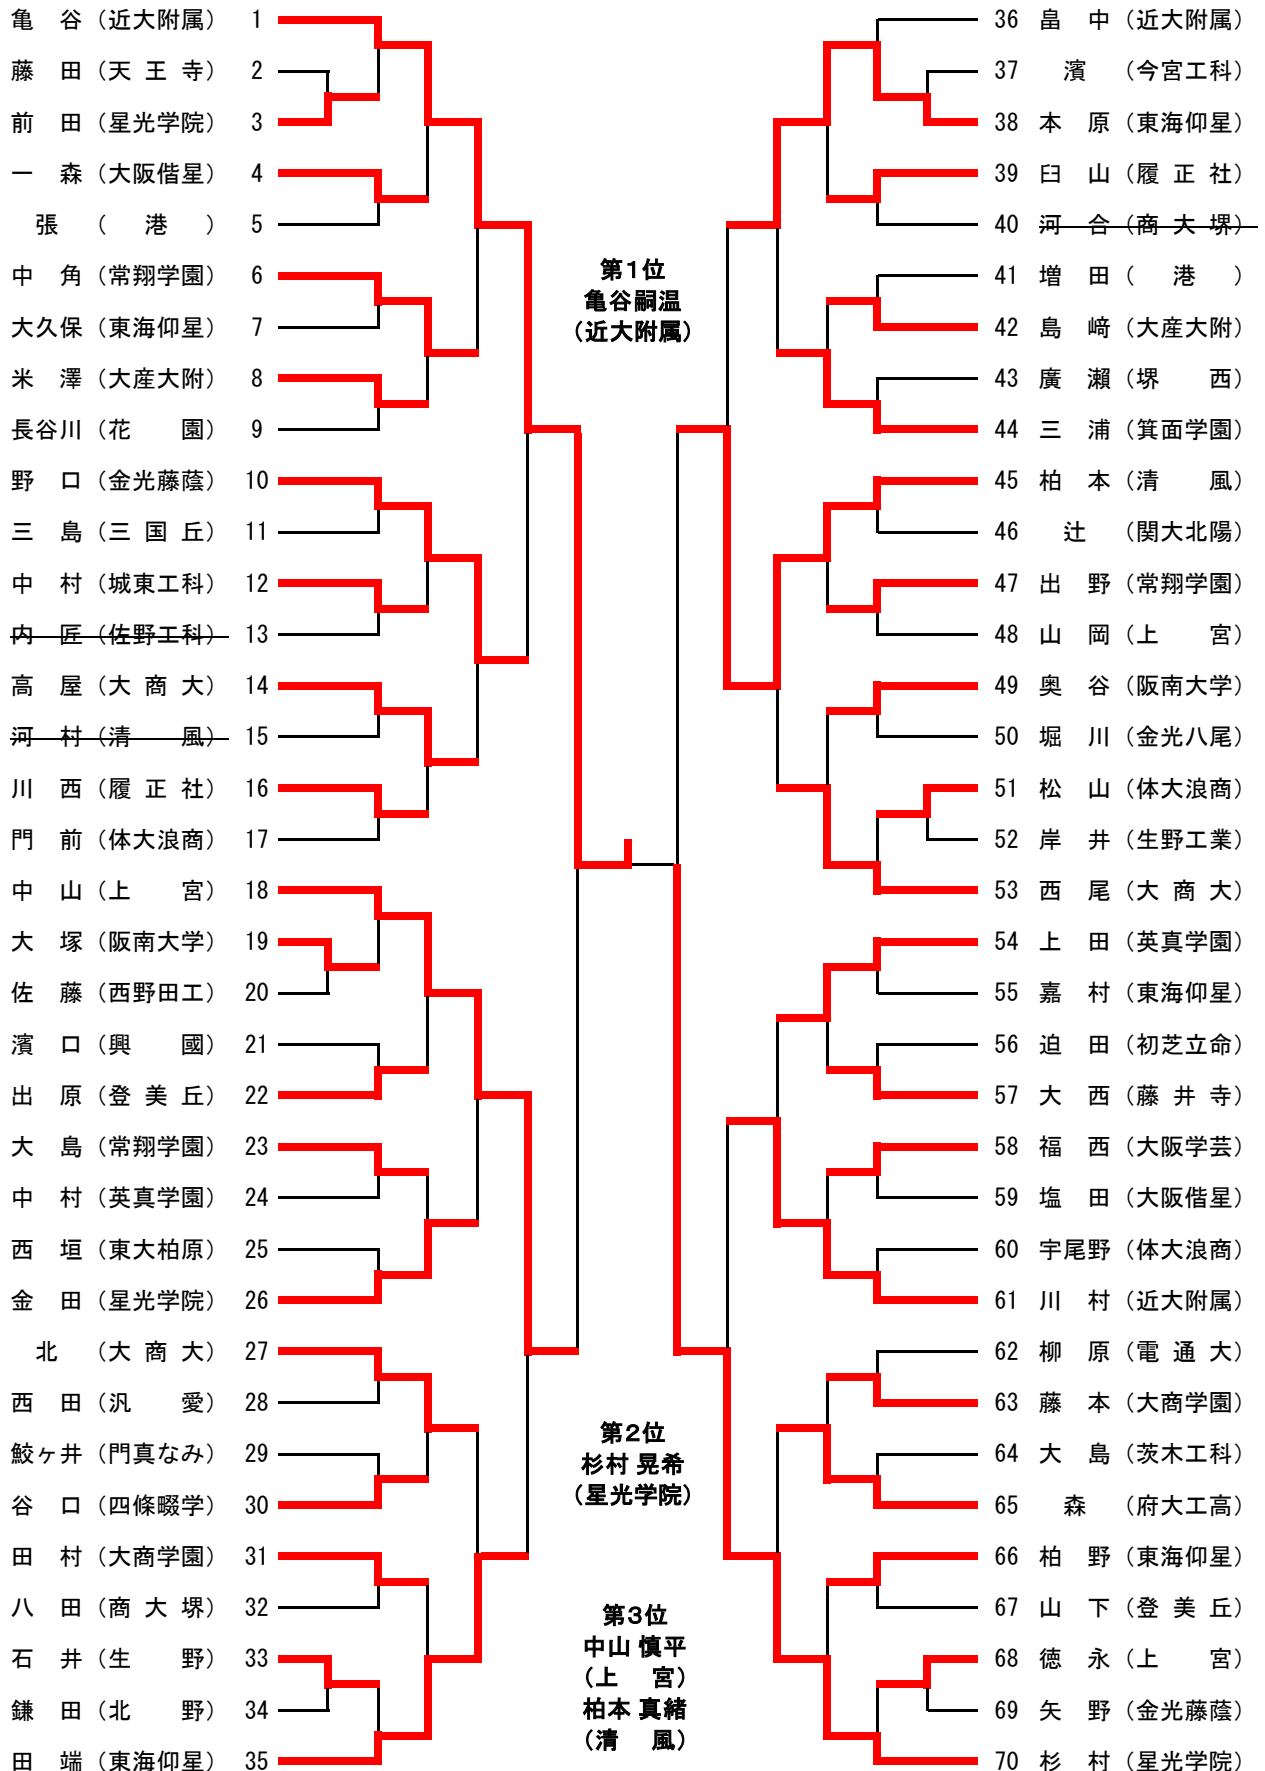 亀 谷 (近大附属) 1
藤 田 (天 王 寺) 2
前 田 (星光学院) 3
一 森 (大阪偕星) 4
張 ( 港 ) 5
中 角 (常翔学園) 6
大久保 (東海仰星) 7
米 澤 (大産大附) 8
長谷川 (花 園) 9
野 口 (金光藤蔭) 10
三 島 (三 国 丘) 11
中 村 (城東工科) 12
内 匠 (佐野工科) 13
高 屋 (大 商 大) 14
河 村 (清 風) 15
川 西 (履 正 社) 16
門 前 (体大浪商) 17
中 山 (上 宮) 18
大 塚 (阪南大学) 19
佐 藤 (西野田工) 20
濱 口 (興 國) 21
出 原 (登 美 丘) 22
大 島 (常翔学園) 23
中 村 (英真学園) 24
西 垣 (東大柏原) 25
金 田 (星光学院) 26
北 (大 商 大) 27
西 田 (汎 愛) 28
鮫ヶ井 (門真なみ) 29
谷 口 (四條畷学) 30
田 村 (大商学園) 31
八 田 (商 大 堺) 32
石 井 (生 野) 33
鎌 田 (北 野) 34
田 端 (東海仰星) 35
第1位
亀谷嗣温
(近大附属)
第2位
杉村 晃希
(星光学院)
第3位
中山 慎平
(上 宮)
柏本 真緒
(清 風)
36 畠 中 (近大附属)
37 濱 (今宮工科)
38 本 原 (東海仰星)
39 臼 山 (履 正 社)
40 河 合 (商 大 堺)
41 増 田 ( 港 )
42 島 﨑 (大産大附)
43 廣 瀬 (堺 西)
44 三 浦 (箕面学園)
45 柏 本 (清 風)
46 辻 (関大北陽)
47 出 野 (常翔学園)
48 山 岡 (上 宮)
49 奥 谷 (阪南大学)
50 堀 川 (金光八尾)
51 松 山 (体大浪商)
52 岸 井 (生野工業)
53 西 尾 (大 商 大)
54 上 田 (英真学園)
55 嘉 村 (東海仰星)
56 迫 田 (初芝立命)
57 大 西 (藤 井 寺)
58 福 西 (大阪学芸)
59 塩 田 (大阪偕星)
60 宇尾野 (体大浪商)
61 川 村 (近大附属)
62 柳 原 (電 通 大)
63 藤 本 (大商学園)
64 大 島 (茨木工科)
65 森 (府大工高)
66 柏 野 (東海仰星)
67 山 下 (登 美 丘)
68 徳 永 (上 宮)
69 矢 野 (金光藤蔭)
70 杉 村 (星光学院)